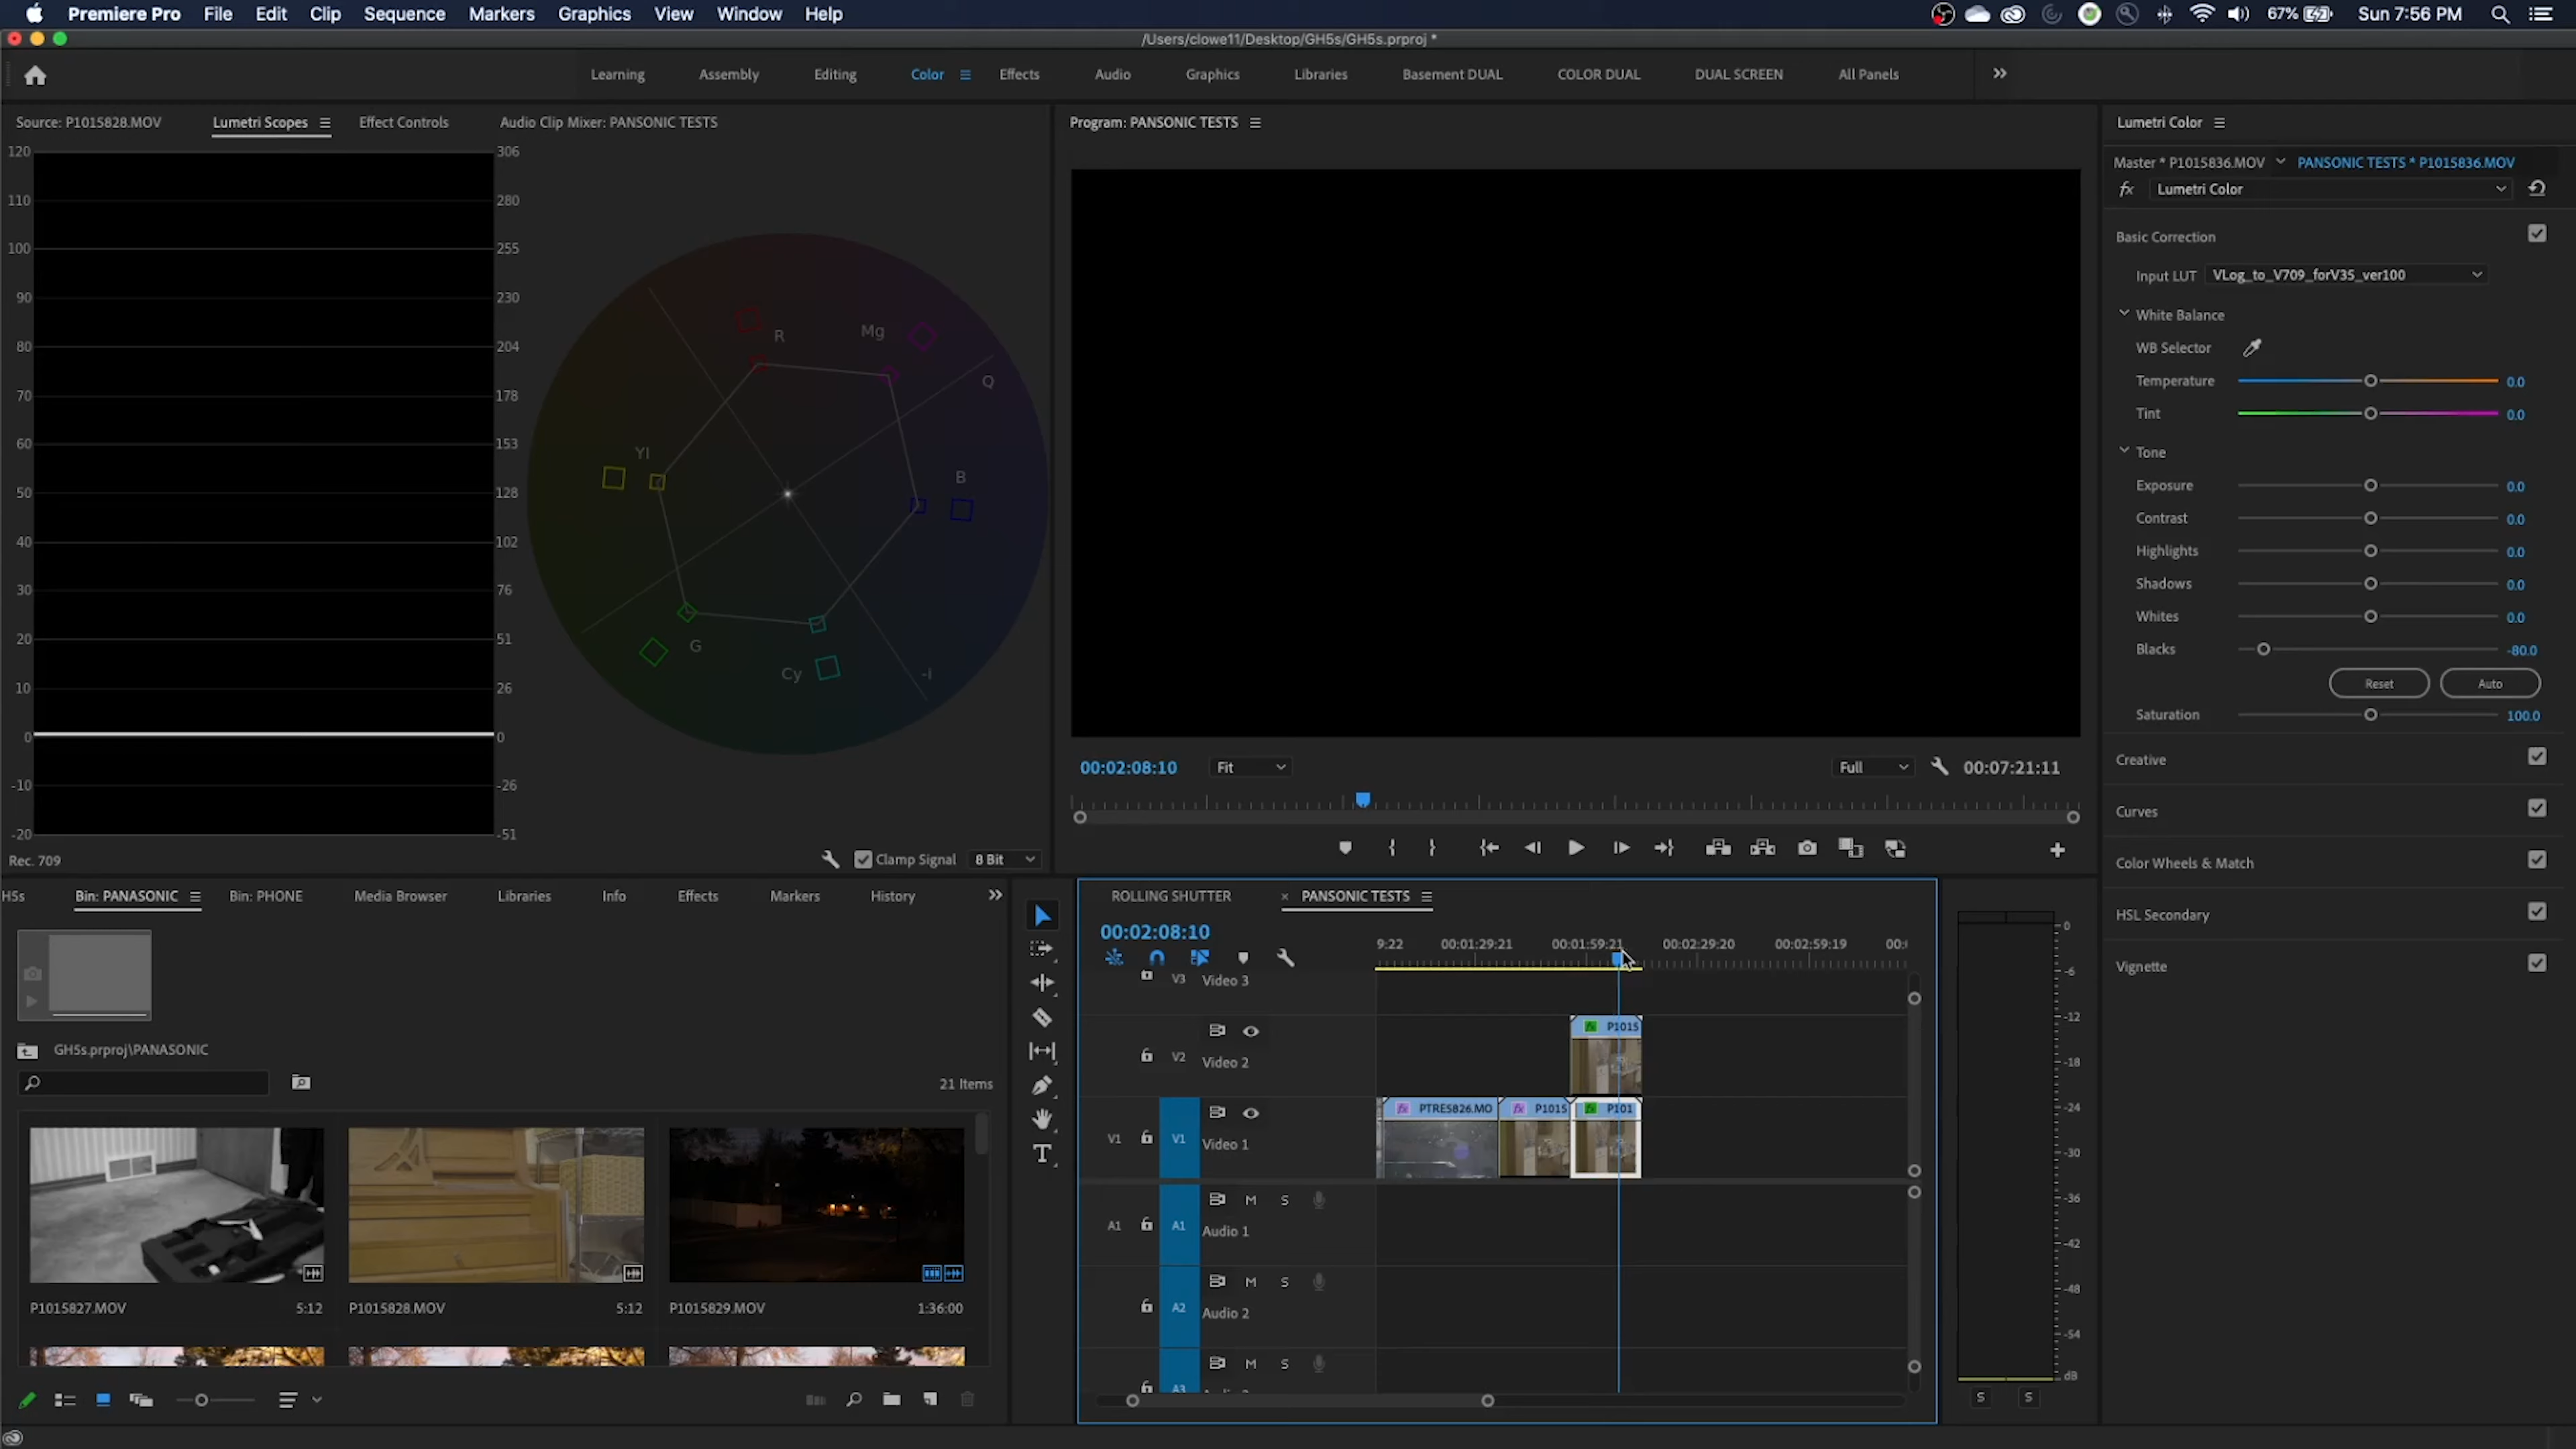 Premiere Pro File Edit Clip Sequence Markers Graphics View Window Help 67% Sun 7:56 PM
/Users/clowe11/Desktop/GH5s/GH5s.prproj *
Learning Assembly Editing Color Effects Audio Graphics Libraries Basement DUAL COLOR DUAL DUAL SCREEN All Panels
Source: P1015828.MOV Lumetri Scopes Effect Controls Audio Clip Mixer: PANSONIC TESTS
120 306
110 280
100 255
90 230
80 204
70 178
60 153
50 128
40 102
30 76
20 51
10 26
0 0
-10 -26
-20 -51
R Mg Q
Yl B
G Cy -I
Rec. 709 Clamp Signal 8 Bit
Program: PANSONIC TESTS
00:02:08:10 Fit Full 00:07:21:11
Lumetri Color
Master * P1015836.MOV PANSONIC TESTS * P1015836.MOV
fx Lumetri Color
Basic Correction
Input LUT VLog_to_V709_forV35_ver100
White Balance
WB Selector
Temperature 0.0
Tint 0.0
Tone
Exposure 0.0
Contrast 0.0
Highlights 0.0
Shadows 0.0
Whites 0.0
Blacks -80.0
Reset Auto
Saturation 100.0
Creative
Curves
Color Wheels & Match
HSL Secondary
Vignette
H5s Bin: PANASONIC Bin: PHONE Media Browser Libraries Info Effects Markers History
GH5s.prproj\PANASONIC
21 Items
P1015827.MOV 5:12 P1015828.MOV 5:12 P1015829.MOV 1:36:00
ROLLING SHUTTER × PANSONIC TESTS
00:02:08:10
9:22 00:01:29:21 00:01:59:21 00:02:29:20 00:02:59:19 00:
V3 Video 3
fx P1015
V2 Video 2
fx PTRES826.MO fx P1015 fx P101
V1 V1 Video 1
M S
A1 A1 Audio 1
M S
A2 Audio 2
M S
A3
T
0
-6
-12
-18
-24
-30
-36
-42
-48
-54
dB
S S